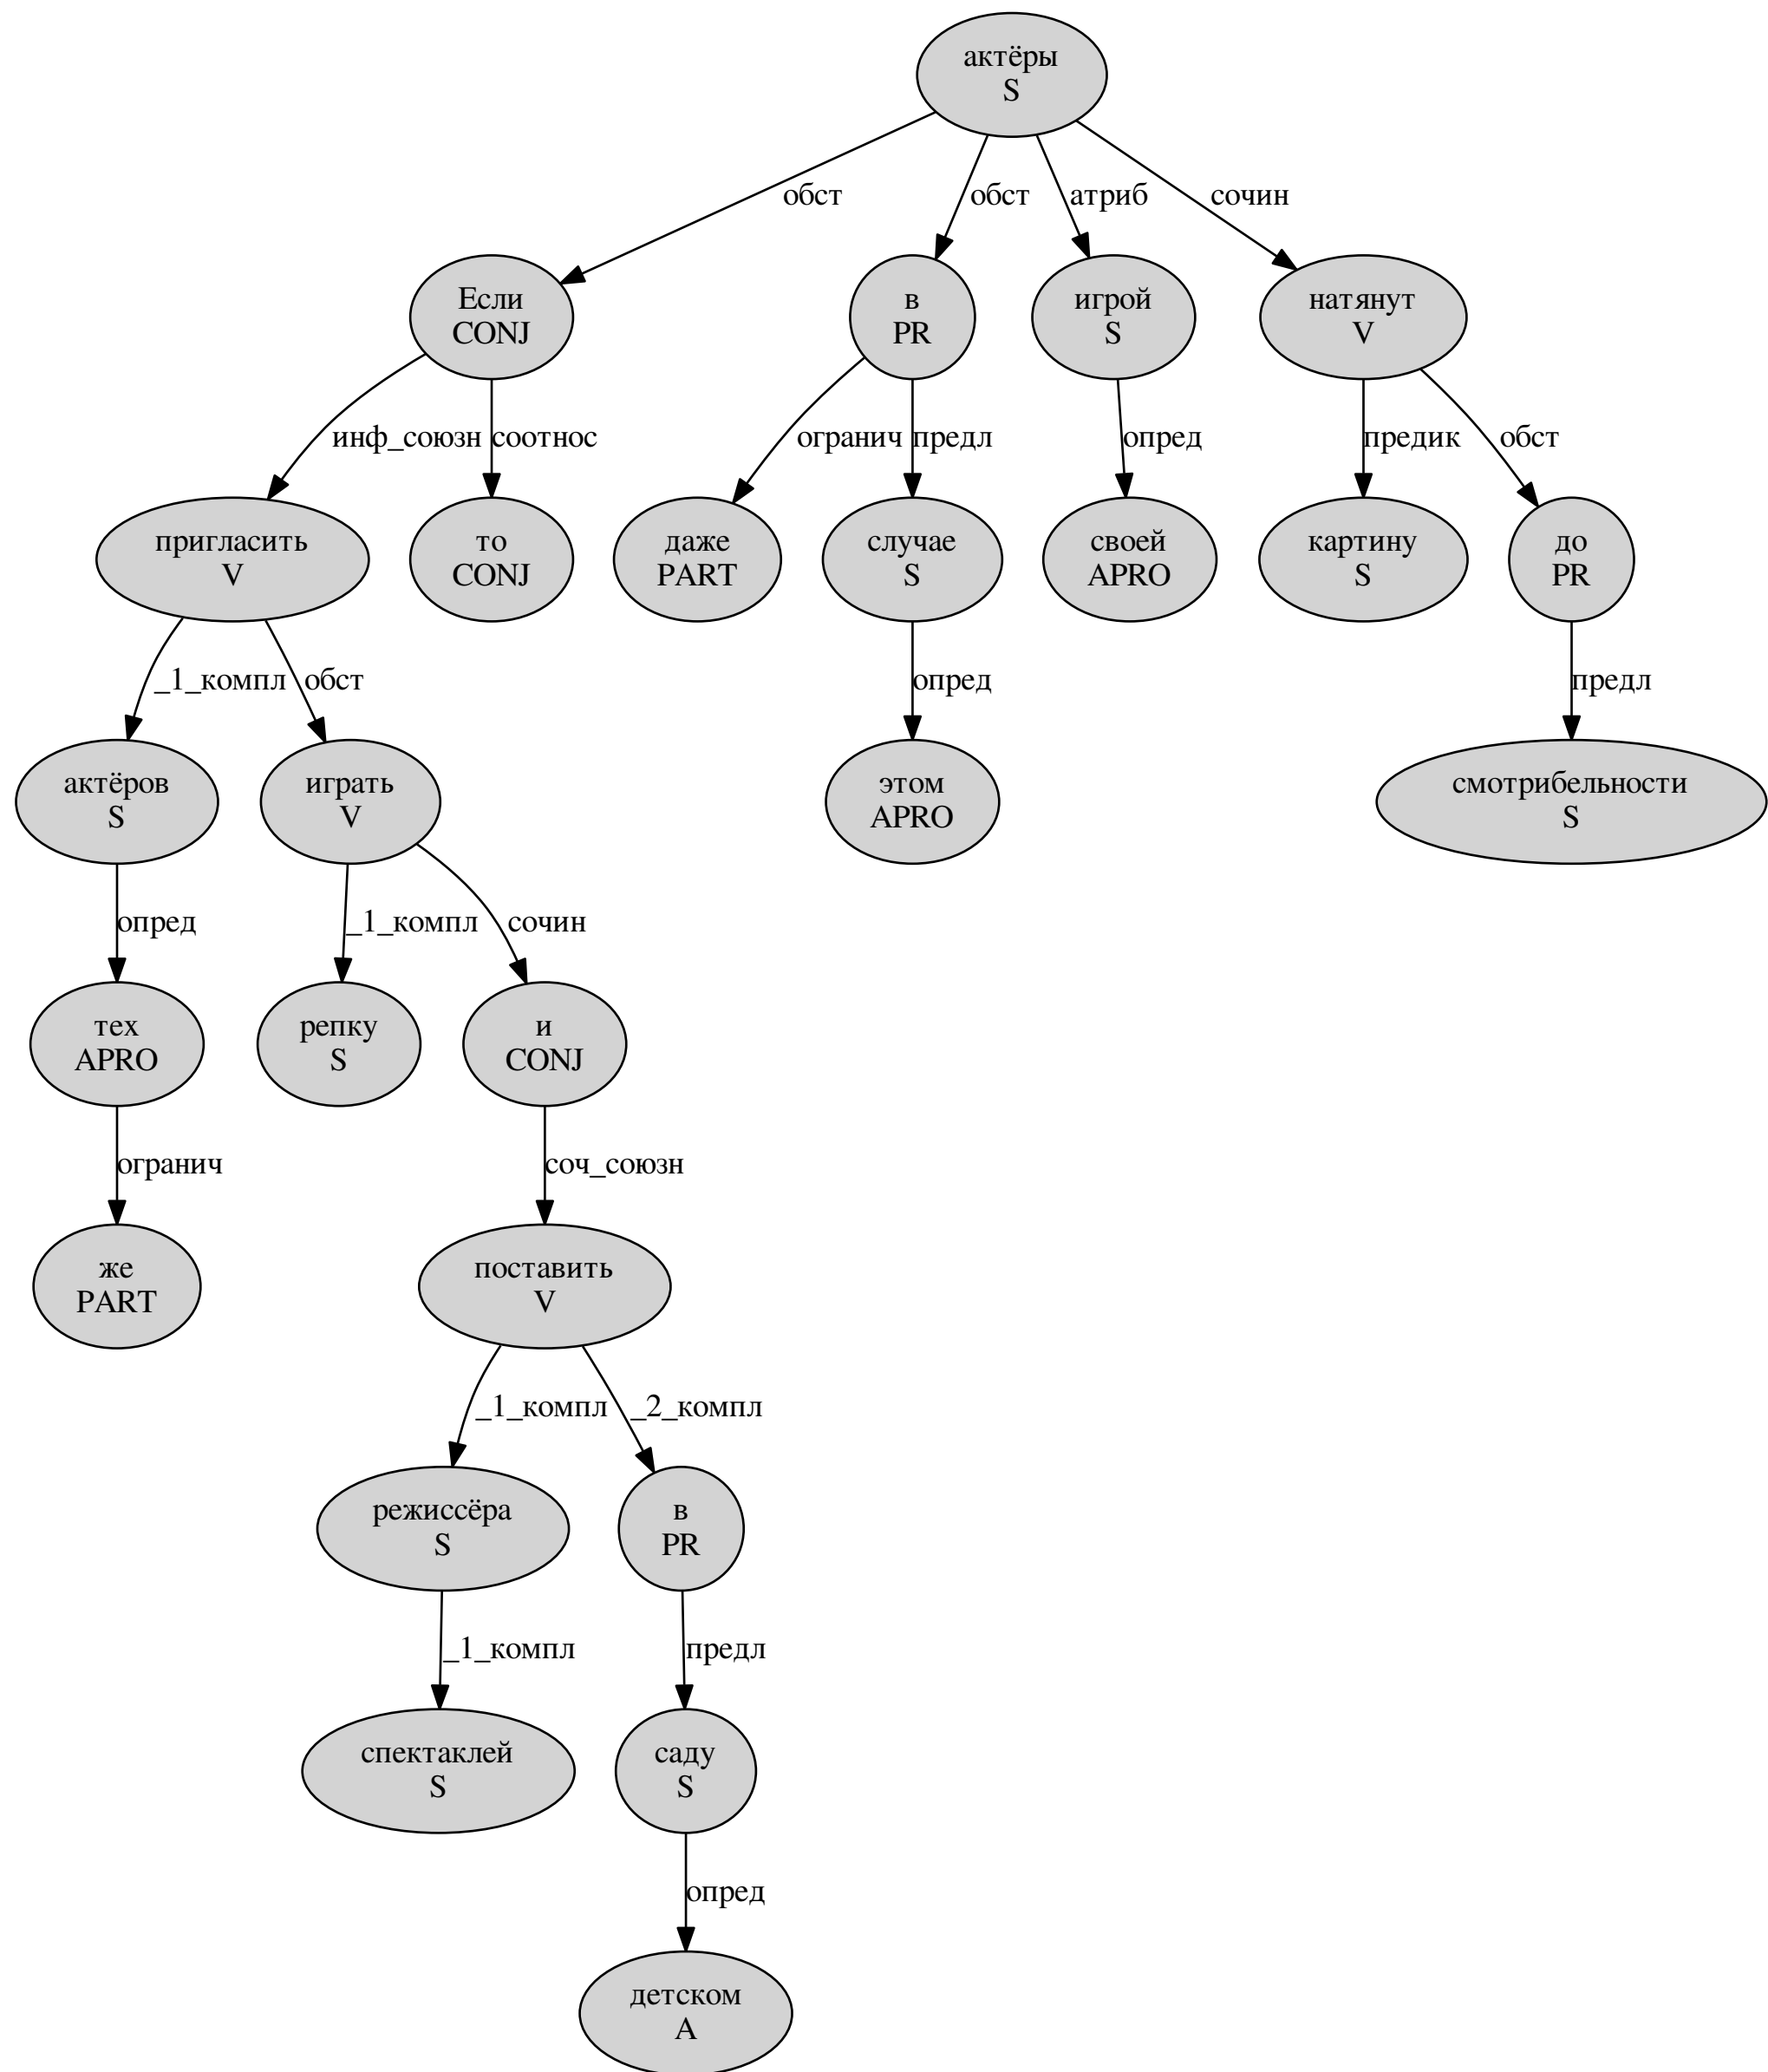 актёры
S
обст
обст
атриб
сочин
Если
CONJ
в
PR
игрой
S
натянут
V
инф_союзн
соотнос
огранич
предл
опред
предик
обст
пригласить
V
то
CONJ
даже
PART
случае
S
своей
APRO
картину
S
до
PR
_1_компл
обст
опред
предл
актёров
S
играть
V
этом
APRO
смотрибельности
S
опред
_1_компл
сочин
тех
APRO
репку
S
и
CONJ
огранич
соч_союзн
же
PART
поставить
V
_1_компл
_2_компл
режиссёра
S
в
PR
_1_компл
предл
спектаклей
S
саду
S
опред
детском
A